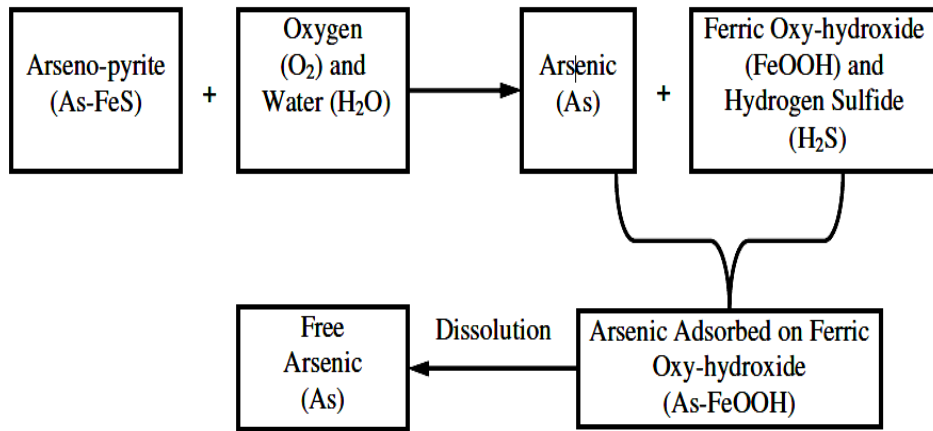 Arseno-pyrite
(As-FeS)
+
Oxygen
(O₂) and
Water (H₂O)
Arsenic
(As)
+
Ferric Oxy-hydroxide
(FeOOH) and
Hydrogen Sulfide
(H₂S)
Free
Arsenic
(As)
Dissolution
Arsenic Adsorbed on Ferric
Oxy-hydroxide
(As-FeOOH)